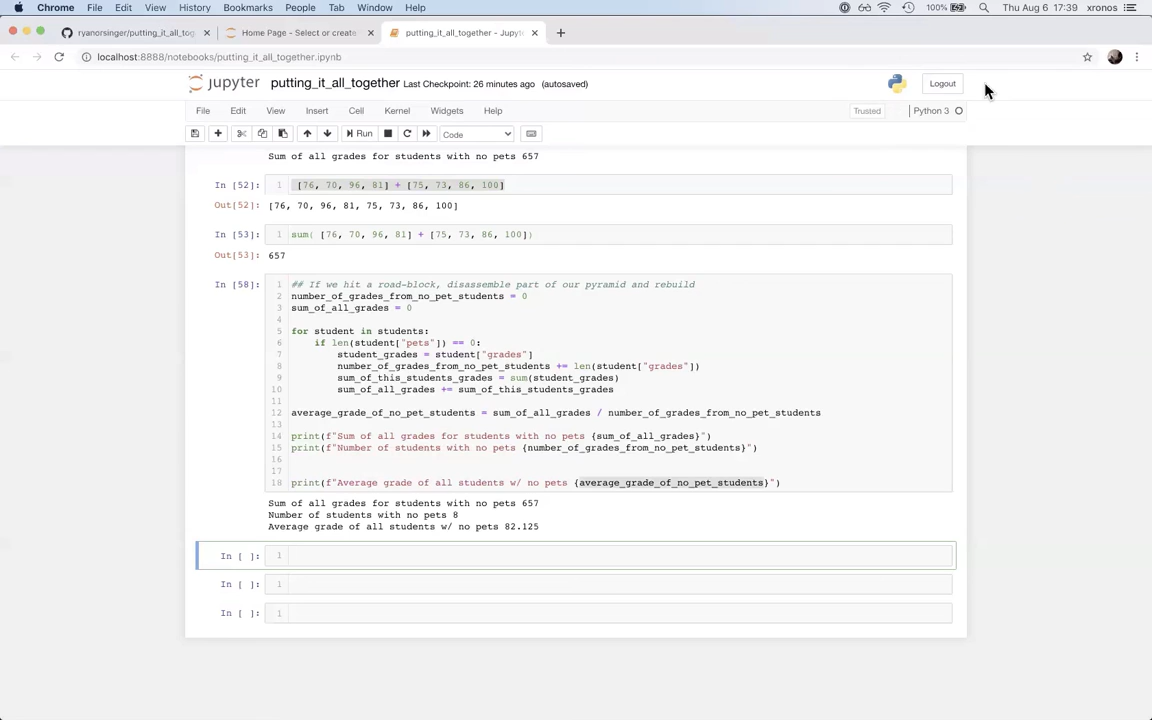 Chrome File Edit View History Bookmarks People Tab Window Help 100% Thu Aug 6 17:39 xronos
ryanorsinger/putting_it_all_tog Home Page - Select or create putting_it_all_together - Jupyte
localhost:8888/notebooks/putting_it_all_together.ipynb
jupyter putting_it_all_together Last Checkpoint: 26 minutes ago (autosaved) Logout
File Edit View Insert Cell Kernel Widgets Help Trusted Python 3
Run Code
Sum of all grades for students with no pets 657
In [52]: 1 [76, 70, 96, 81] + [75, 73, 86, 100]
Out[52]: [76, 70, 96, 81, 75, 73, 86, 100]
In [53]: 1 sum( [76, 70, 96, 81] + [75, 73, 86, 100])
Out[53]: 657
In [58]: 1 ## If we hit a road-block, disassemble part of our pyramid and rebuild
2 number_of_grades_from_no_pet_students = 0
3 sum_of_all_grades = 0
4
5 for student in students:
6 if len(student["pets"]) == 0:
7 student_grades = student["grades"]
8 number_of_grades_from_no_pet_students += len(student["grades"])
9 sum_of_this_students_grades = sum(student_grades)
10 sum_of_all_grades += sum_of_this_students_grades
11
12 average_grade_of_no_pet_students = sum_of_all_grades / number_of_grades_from_no_pet_students
13
14 print(f"Sum of all grades for students with no pets {sum_of_all_grades}")
15 print(f"Number of students with no pets {number_of_grades_from_no_pet_students}")
16
17
18 print(f"Average grade of all students w/ no pets {average_grade_of_no_pet_students}")
Sum of all grades for students with no pets 657
Number of students with no pets 8
Average grade of all students w/ no pets 82.125
In [ ]: 1
In [ ]: 1
In [ ]: 1